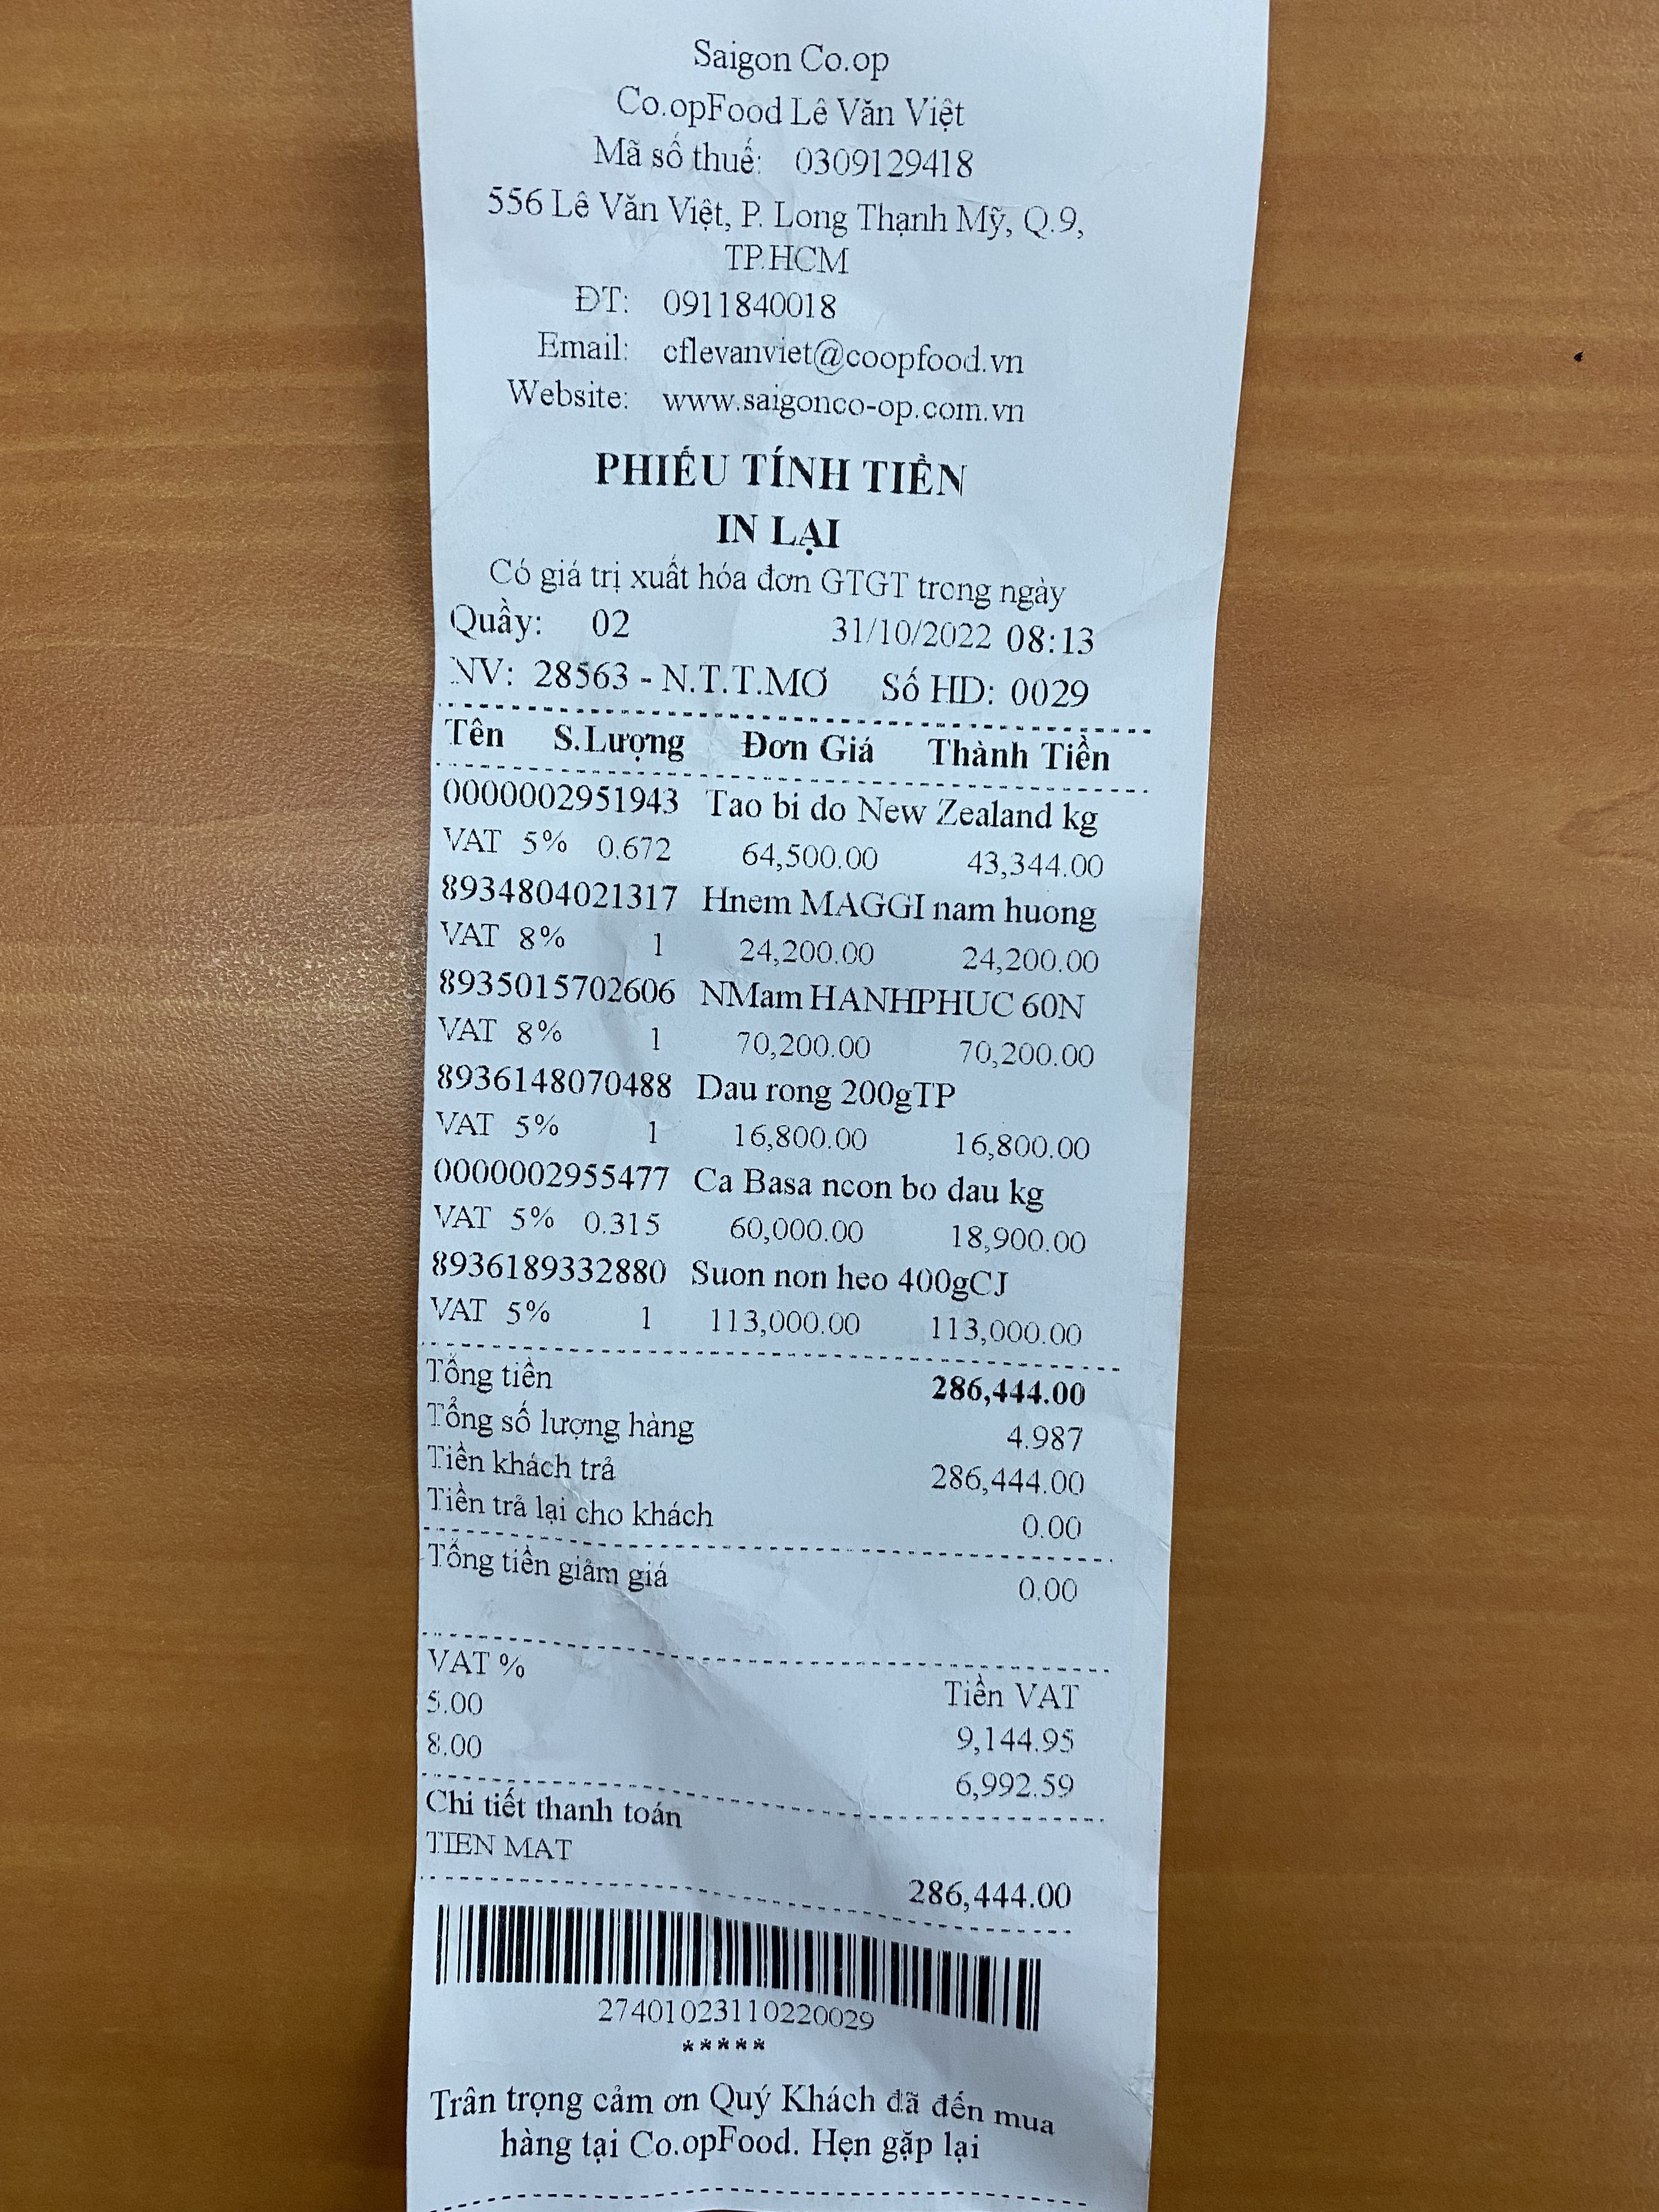 Saigon Co.op
Co.opFood Lê Văn Việt
Mã số thuế: 0309129418
556 Lê Văn Việt, P. Long Thạnh Mỹ, Q.9,
TP.HCM
ĐT: 0911840018
Email: cflevanviet@coopfood.vn
Website: www.saigonco-op.com.vn
PHIẾU TÍNH TIỀN
IN LẠI
Có giá trị xuất hóa đơn GTGT trong ngày
Quầy: 02 31/10/2022 08:13
NV: 28563 - N.T.T.MƠ Số HD: 0029
Tên S.Lượng Đơn Giá Thành Tiền
0000002951943 Tao bi do New Zealand kg
VAT 5% 0.672 64,500.00 43,344.00
8934804021317 Hnem MAGGI nam huong
VAT 8% 1 24,200.00 24,200.00
8935015702606 NMam HANHPHUC 60N
VAT 8% 1 70,200.00 70,200.00
8936148070488 Dau rong 200gTP
VAT 5% 1 16,800.00 16,800.00
0000002955477 Ca Basa ncon bo dau kg
VAT 5% 0.315 60,000.00 18,900.00
8936189332880 Suon non heo 400gCJ
VAT 5% 1 113,000.00 113,000.00
Tổng tiền 286,444.00
Tổng số lượng hàng 4.987
Tiền khách trả 286,444.00
Tiền trả lại cho khách 0.00
Tổng tiền giảm giá 0.00
VAT % Tiền VAT
5.00 9,144.95
8.00 6,992.59
Chi tiết thanh toán
TIEN MAT 286,444.00
27401023110220029
*****
Trân trọng cảm ơn Quý Khách đã đến mua
hàng tại Co.opFood. Hẹn gặp lại